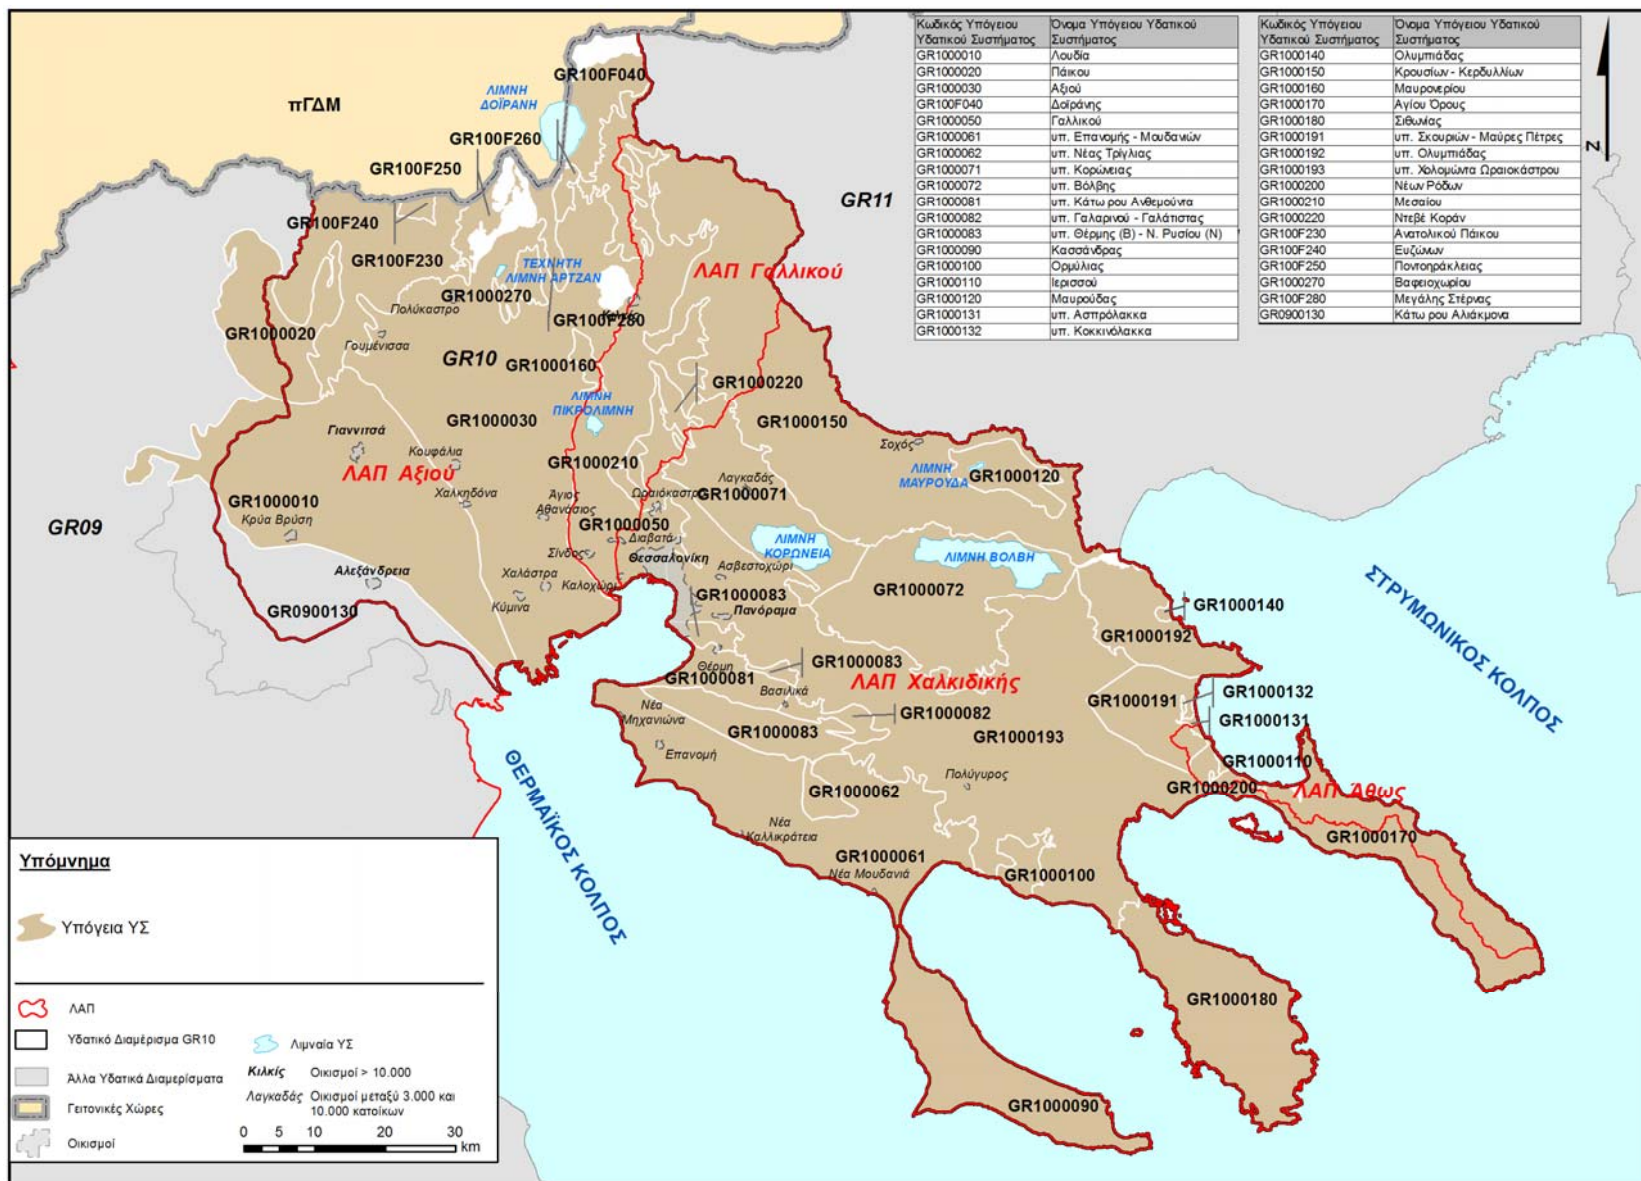 Κωδικός Υπόγειου Υδατικού Συστήματος	Όνομα Υπόγειου Υδατικού Συστήματος
GR1000010	Λουδία
GR1000020	Πάικου
GR1000030	Αξιού
GR100F040	Δοϊράνης
GR1000050	Γαλλικού
GR1000061	υπ. Επανομής - Μουδανιών
GR1000062	υπ. Νέας Τρίγλιας
GR1000071	υπ. Κορώνειας
GR1000072	υπ. Βόλβης
GR1000081	υπ. Κάτω ρου Ανθεμούντα
GR1000082	υπ. Γαλαρινού - Γαλάτιστας
GR1000083	υπ. Θέρμης (Β) - Ν. Ρυσίου (Ν)
GR1000090	Κασσάνδρας
GR1000100	Ορμύλιας
GR1000110	Ιερισσού
GR1000120	Μαυρούδας
GR1000131	υπ. Ασπρόλακκα
GR1000132	υπ. Κοκκινόλακκα
Κωδικός Υπόγειου Υδατικού Συστήματος	Όνομα Υπόγειου Υδατικού Συστήματος
GR1000140	Ολυμπιάδας
GR1000150	Κρουσίων - Κερδυλλίων
GR1000160	Μαυρονερίου
GR1000170	Αγίου Όρους
GR1000180	Σιθωνίας
GR1000191	υπ. Σκουριών - Μαύρες Πέτρες
GR1000192	υπ. Ολυμπιάδας
GR1000193	υπ. Χολομώντα Ωραιοκάστρου
GR1000200	Νέων Ρόδων
GR1000210	Μεσαίου
GR1000220	Ντεβέ Κοράν
GR100F230	Ανατολικού Πάικου
GR100F240	Ευζώνων
GR100F250	Ποντοηράκλειας
GR1000270	Βαφειοχωρίου
GR100F280	Μεγάλης Στέρνας
GR0900130	Κάτω ρου Αλιάκμονα
N
GR100F040
πΓΔΜ
ΛΙΜΝΗ
ΔΟΪΡΑΝΗ
GR100F260
GR100F250
GR11
GR100F240
GR100F230
ΤΕΧΝΗΤΗ
ΛΙΜΝΗ ΑΡΤΖΑΝ
ΛΑΠ Γαλλικού
GR1000270
Πολύκαστρο
Κιλκίς
GR100F280
GR1000020
Γουμένισσα
GR10
GR1000160
GR1000220
ΛΙΜΝΗ
ΠΙΚΡΟΛΙΜΝΗ
GR1000030
GR1000150
Γιαννιτσά
Κουφάλια
Σοχός
ΛΑΠ Αξιού
GR1000210
ΛΙΜΝΗ
ΜΑΥΡΟΥΔΑ
GR1000120
Λαγκαδάς
GR1000071
GR1000010
Κρύα Βρύση
Χαλκηδόνα
Άγιος
Αθανάσιος
Ωραιόκαστρο
GR09
GR1000050
Διαβατά
ΛΙΜΝΗ
ΚΟΡΩΝΕΙΑ
ΛΙΜΝΗ ΒΟΛΒΗ
Σίνδος
Θεσσαλονίκη
Αλεξάνδρεια
Χαλάστρα
Καλοχώρι
Ασβεστοχώρι
GR0900130
Κύμινα
GR1000083
Πανόραμα
GR1000072
GR1000140
GR1000192
ΣΤΡΥΜΩΝΙΚΟΣ ΚΟΛΠΟΣ
Θέρμη
GR1000081
GR1000083
ΛΑΠ Χαλκιδικής
Βασιλικά
GR1000191
GR1000132
GR1000131
Νέα
Μηχανιώνα
GR1000083
GR1000082
GR1000193
Επανομή
ΘΕΡΜΑΪΚΟΣ ΚΟΛΠΟΣ
Πολύγυρος
GR1000110
GR1000200
ΛΑΠ Άθως
GR1000062
GR1000170
Νέα
Καλλικράτεια
GR1000061
Νέα Μουδανιά
GR1000100
GR1000180
GR1000090
Υπόμνημα
Υπόγεια ΥΣ
ΛΑΠ
Υδατικό Διαμέρισμα GR10
Άλλα Υδατικά Διαμερίσματα
Γειτονικές Χώρες
Οικισμοί
Λιμναία ΥΣ
Κιλκίς Οικισμοί > 10.000
Λαγκαδάς Οικισμοί μεταξύ 3.000 και
10.000 κατοίκων
0 5 10 20 30
km